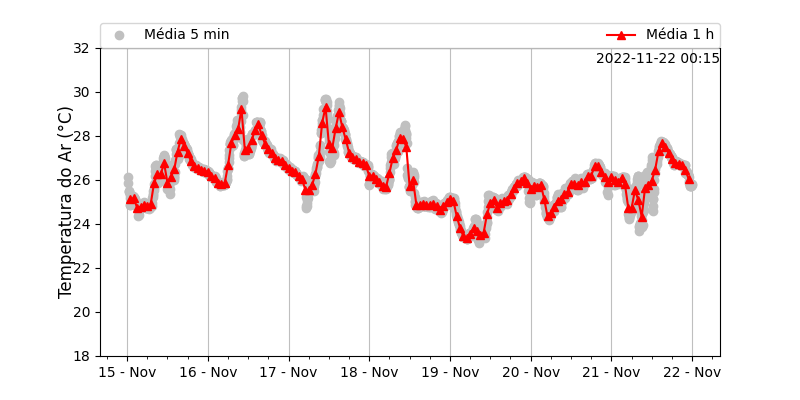 Média 5 min
Média 1 h
2022-11-22 00:15
Temperatura do Ar (°C)
32
30
28
26
24
22
20
18
15 - Nov
16 - Nov
17 - Nov
18 - Nov
19 - Nov
20 - Nov
21 - Nov
22 - Nov